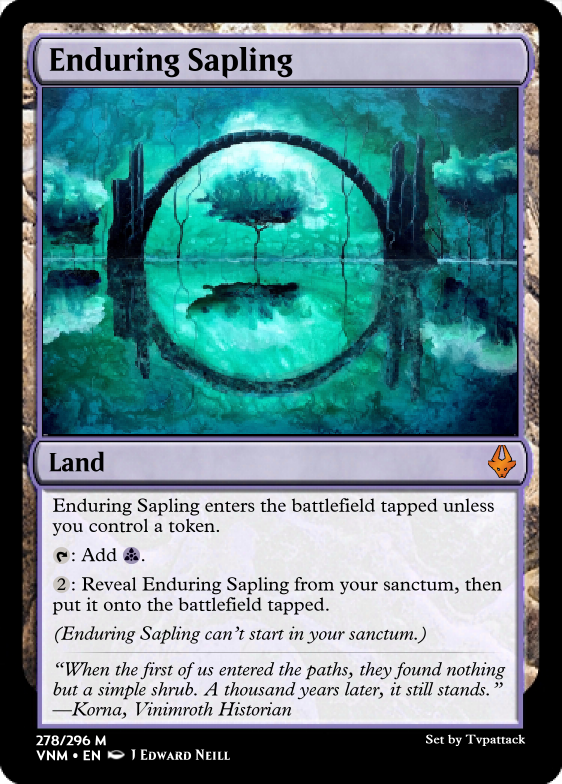 Enduring Sapling
Land
Enduring Sapling enters the battlefield tapped unless
you control a token.
: Add .
2: Reveal Enduring Sapling from your sanctum, then
put it onto the battlefield tapped.
(Enduring Sapling can't start in your sanctum.)
“When the first of us entered the paths, they found nothing
but a simple shrub. A thousand years later, it still stands.”
—Korna, Vinimroth Historian
278/296 M
Set by Tvpattack
VNM • EN J Edward Neill